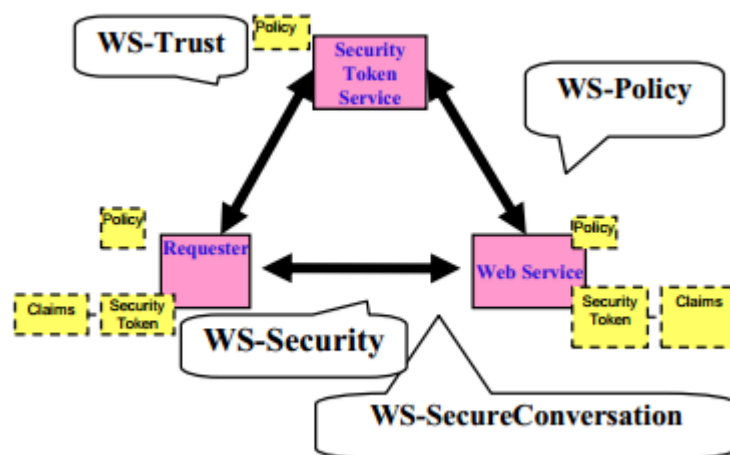 WS-Trust
Policy
Security
Token
Service
WS-Policy
Policy
Requester
Claims
Security
Token
Policy
Web Service
Security
Token
Claims
WS-Security
WS-SecureConversation